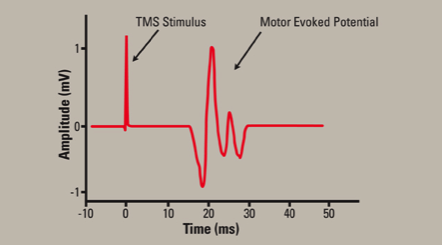 TMS Stimulus
Motor Evoked Potential
Amplitude (mV)
1
0
-1
-10 0 10 20 30 40 50
Time (ms)